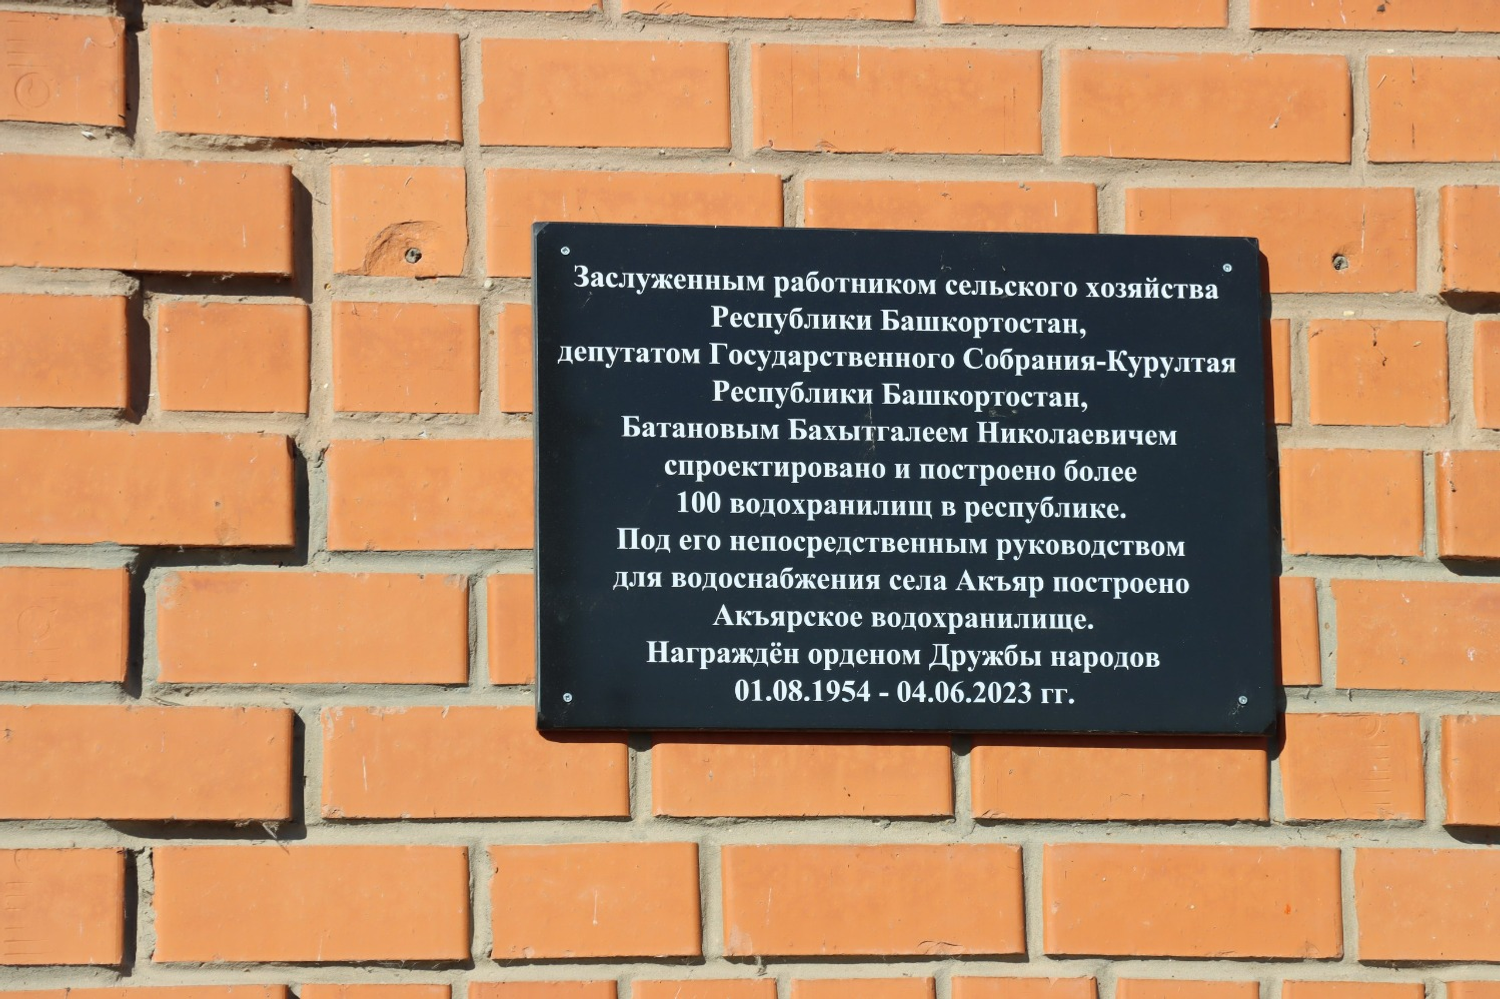 Заслуженным работником сельского хозяйства
Республики Башкортостан,
депутатом Государственного Собрания-Курултая
Республики Башкортостан,
Батановым Бахытгалеем Николаевичем
спроектировано и построено более
100 водохранилищ в республике.
Под его непосредственным руководством
для водоснабжения села Акъяр построено
Акъярское водохранилище.
Награждён орденом Дружбы народов
01.08.1954 - 04.06.2023 гг.